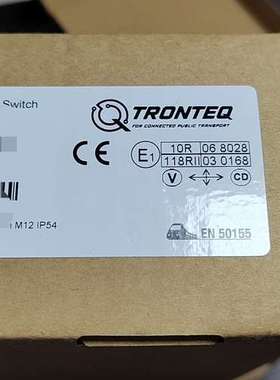 Switch
TRONTEQ
FOR CONNECTED PUBLIC TRANSPORT
CE
E1 10R 06 8028
118RII 03 0168
V CD
M12 IP54
EN 50155